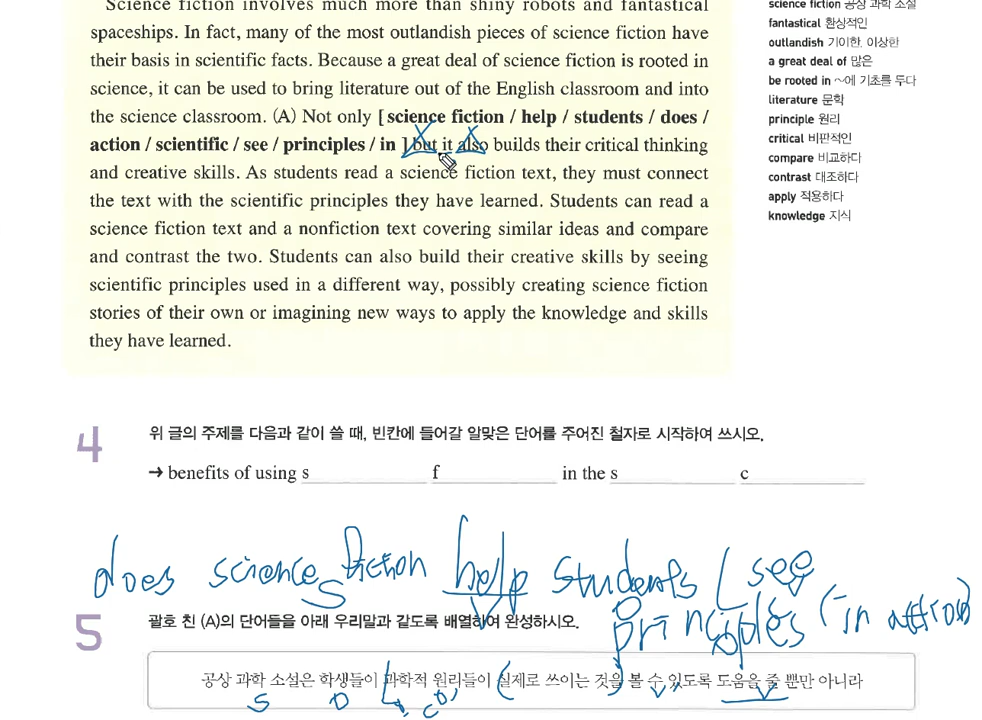 Science fiction involves much more than shiny robots and fantastical
spaceships. In fact, many of the most outlandish pieces of science fiction have
their basis in scientific facts. Because a great deal of science fiction is rooted in
science, it can be used to bring literature out of the English classroom and into
the science classroom. (A) Not only [ science fiction / help / students / does /
action / scientific / see / principles / in ] but it also builds their critical thinking
and creative skills. As students read a science fiction text, they must connect
the text with the scientific principles they have learned. Students can read a
science fiction text and a nonfiction text covering similar ideas and compare
and contrast the two. Students can also build their creative skills by seeing
scientific principles used in a different way, possibly creating science fiction
stories of their own or imagining new ways to apply the knowledge and skills
they have learned.
science fiction 공상 과학 소설
fantastical 환상적인
outlandish 기이한, 이상한
a great deal of 많은
be rooted in ~에 기초를 두다
literature 문학
principle 원리
critical 비판적인
compare 비교하다
contrast 대조하다
apply 적용하다
knowledge 지식
4 위 글의 주제를 다음과 같이 쓸 때, 빈칸에 들어갈 알맞은 단어를 주어진 철자로 시작하여 쓰시오.
→ benefits of using s f in the s c
does science fiction help students ( see
principles (in
5 괄호 친 (A)의 단어들을 아래 우리말과 같도록 배열하여 완성하시오.
공상 과학 소설은 학생들이 과학적 원리들이 실제로 쓰이는 것을 볼 수 있도록 도움을 줄 뿐만 아니라
S O